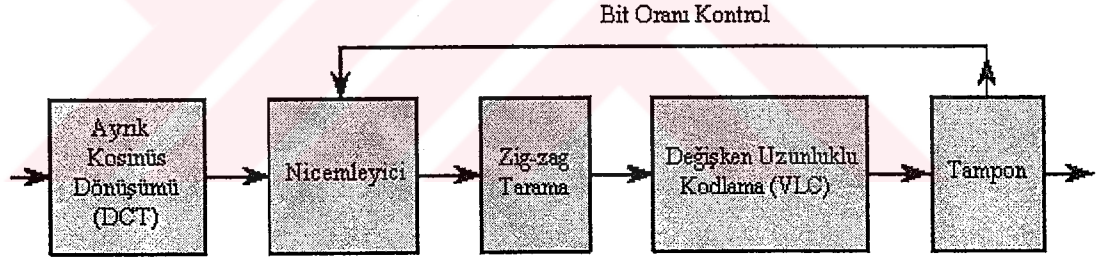 Bit Oranı Kontrol
Ayrık
Kosinüs
Dönüşümü
(DCT)
Nicemleyici
Zig-zag
Tarama
Değişken Uzunluklu
Kodlama (VLC)
Tampon